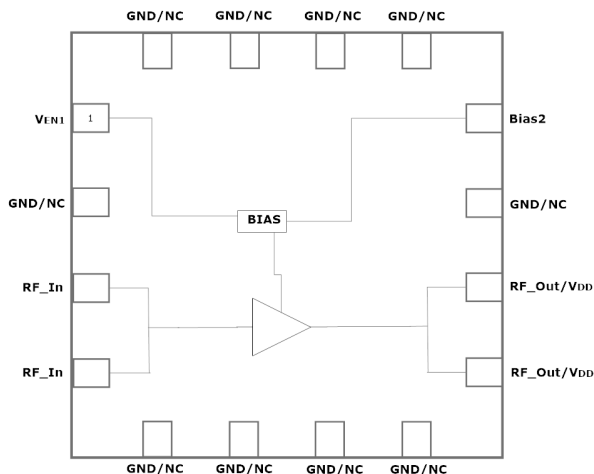 GND/NC GND/NC GND/NC GND/NC
VEN1 1 Bias2
GND/NC GND/NC
BIAS
RF_In RF_Out/VDD
RF_In RF_Out/VDD
GND/NC GND/NC GND/NC GND/NC